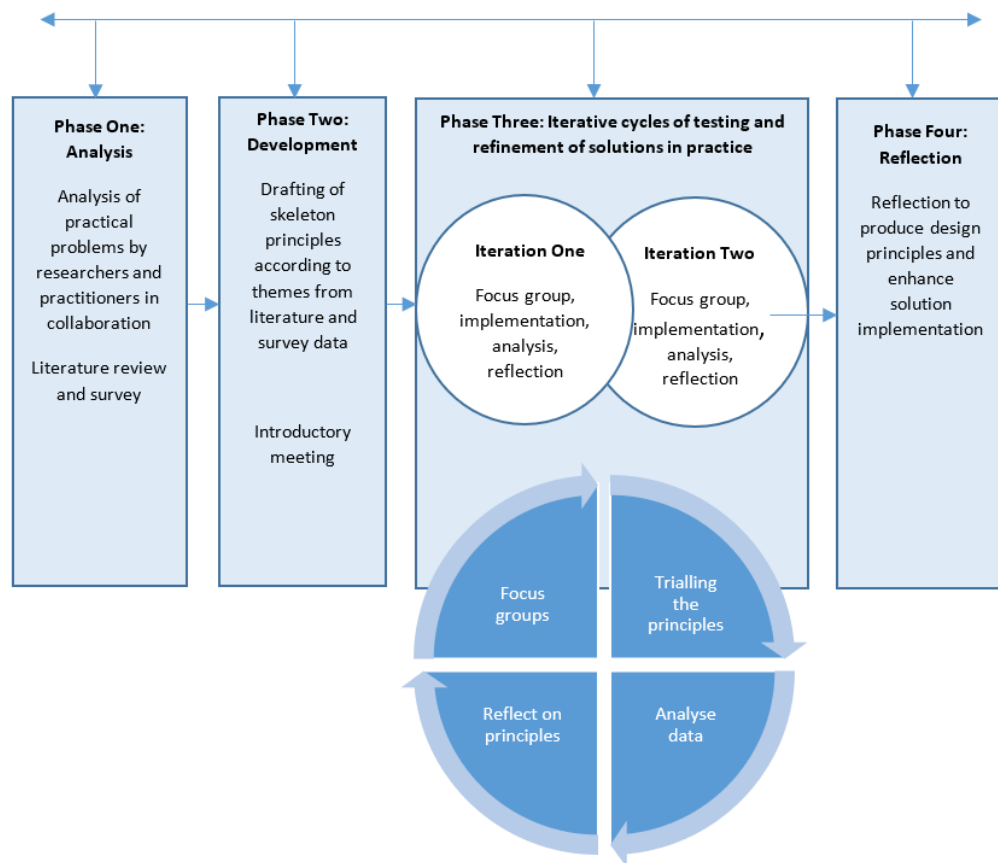 Phase One:
Analysis
Analysis of
practical
problems by
researchers and
practitioners in
collaboration
Literature review
and survey
Phase Two:
Development
Drafting of
skeleton
principles
according to
themes from
literature and
survey data
Introductory
meeting
Phase Three: Iterative cycles of testing and
refinement of solutions in practice
Iteration One
Focus group,
implementation,
analysis,
reflection
Iteration Two
Focus group,
implementation,
analysis,
reflection
Phase Four:
Reflection
Reflection to
produce design
principles and
enhance
solution
implementation
Focus
groups
Trialling
the
principles
Reflect on
principles
Analyse
data